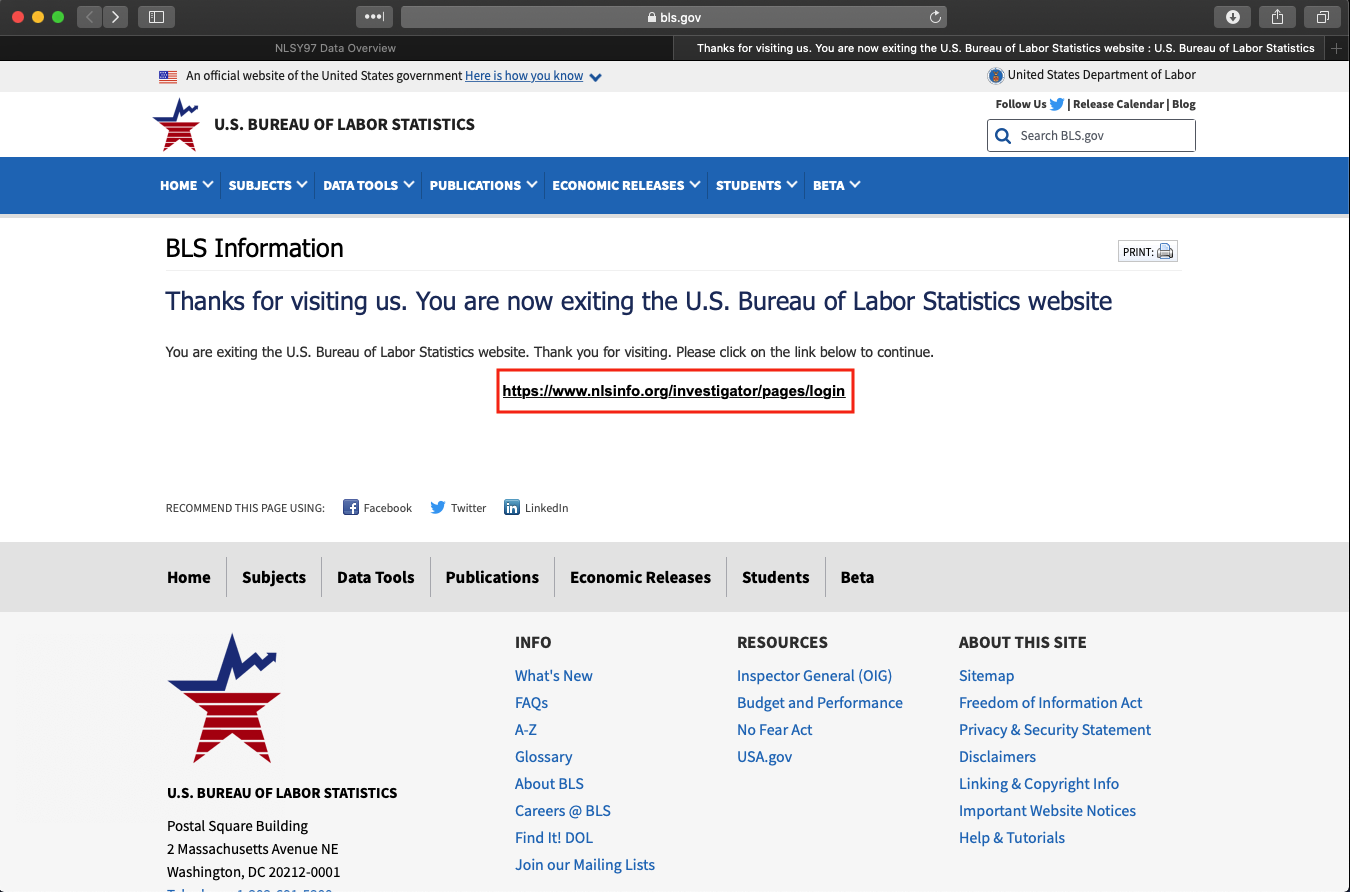 bls.gov
NLSY97 Data Overview
Thanks for visiting us. You are now exiting the U.S. Bureau of Labor Statistics website : U.S. Bureau of Labor Statistics
An official website of the United States government Here is how you know
United States Department of Labor
Follow Us | Release Calendar | Blog
U.S. BUREAU OF LABOR STATISTICS
Search BLS.gov
HOME SUBJECTS DATA TOOLS PUBLICATIONS ECONOMIC RELEASES STUDENTS BETA
BLS Information
PRINT:
Thanks for visiting us. You are now exiting the U.S. Bureau of Labor Statistics website
You are exiting the U.S. Bureau of Labor Statistics website. Thank you for visiting. Please click on the link below to continue.
https://www.nlsinfo.org/investigator/pages/login
RECOMMEND THIS PAGE USING: Facebook Twitter LinkedIn
Home Subjects Data Tools Publications Economic Releases Students Beta
U.S. BUREAU OF LABOR STATISTICS
Postal Square Building
2 Massachusetts Avenue NE
Washington, DC 20212-0001
INFO
What's New
FAQs
A-Z
Glossary
About BLS
Careers @ BLS
Find It! DOL
Join our Mailing Lists
RESOURCES
Inspector General (OIG)
Budget and Performance
No Fear Act
USA.gov
ABOUT THIS SITE
Sitemap
Freedom of Information Act
Privacy & Security Statement
Disclaimers
Linking & Copyright Info
Important Website Notices
Help & Tutorials